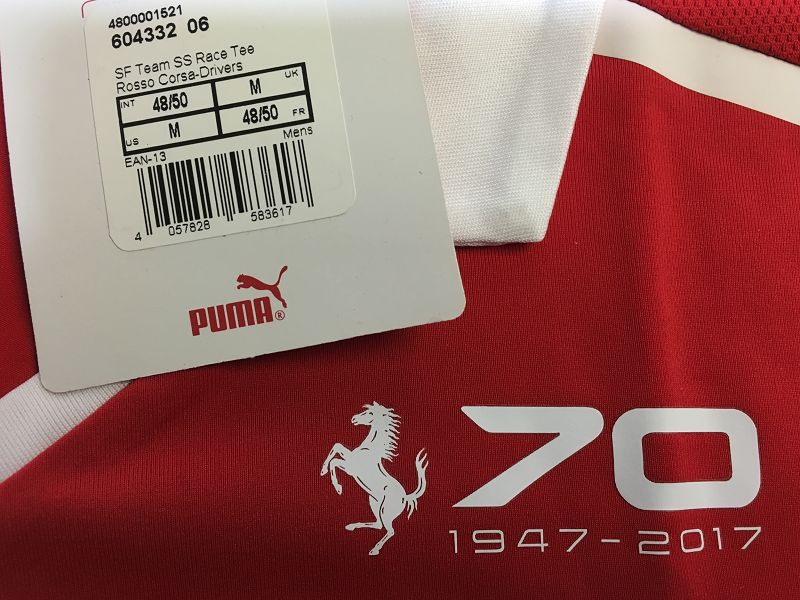 4800001521
604332 06
SF Team SS Race Tee
Rosso Corsa-Drivers
INT 48/50 M UK
US M 48/50 FR
EAN-13 Mens
4 057828 583617
PUMA®
70
1947-2017